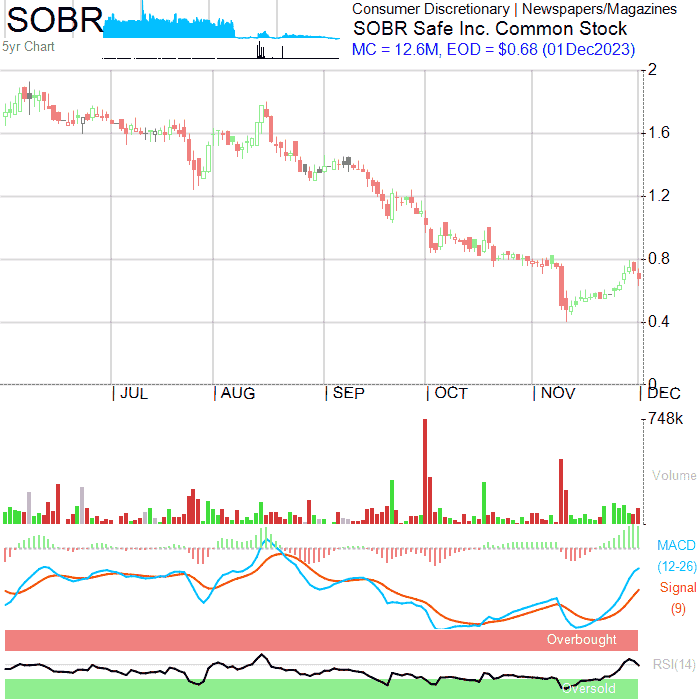 SOBR
5yr Chart
Consumer Discretionary | Newspapers/Magazines
SOBR Safe Inc. Common Stock
MC = 12.6M, EOD = $0.68 (01Dec2023)
2
1.6
1.2
0.8
0.4
0
JUL
AUG
SEP
OCT
NOV
DEC
748k
Volume
MACD
(12-26)
Signal
(9)
Overbought
RSI(14)
Oversold